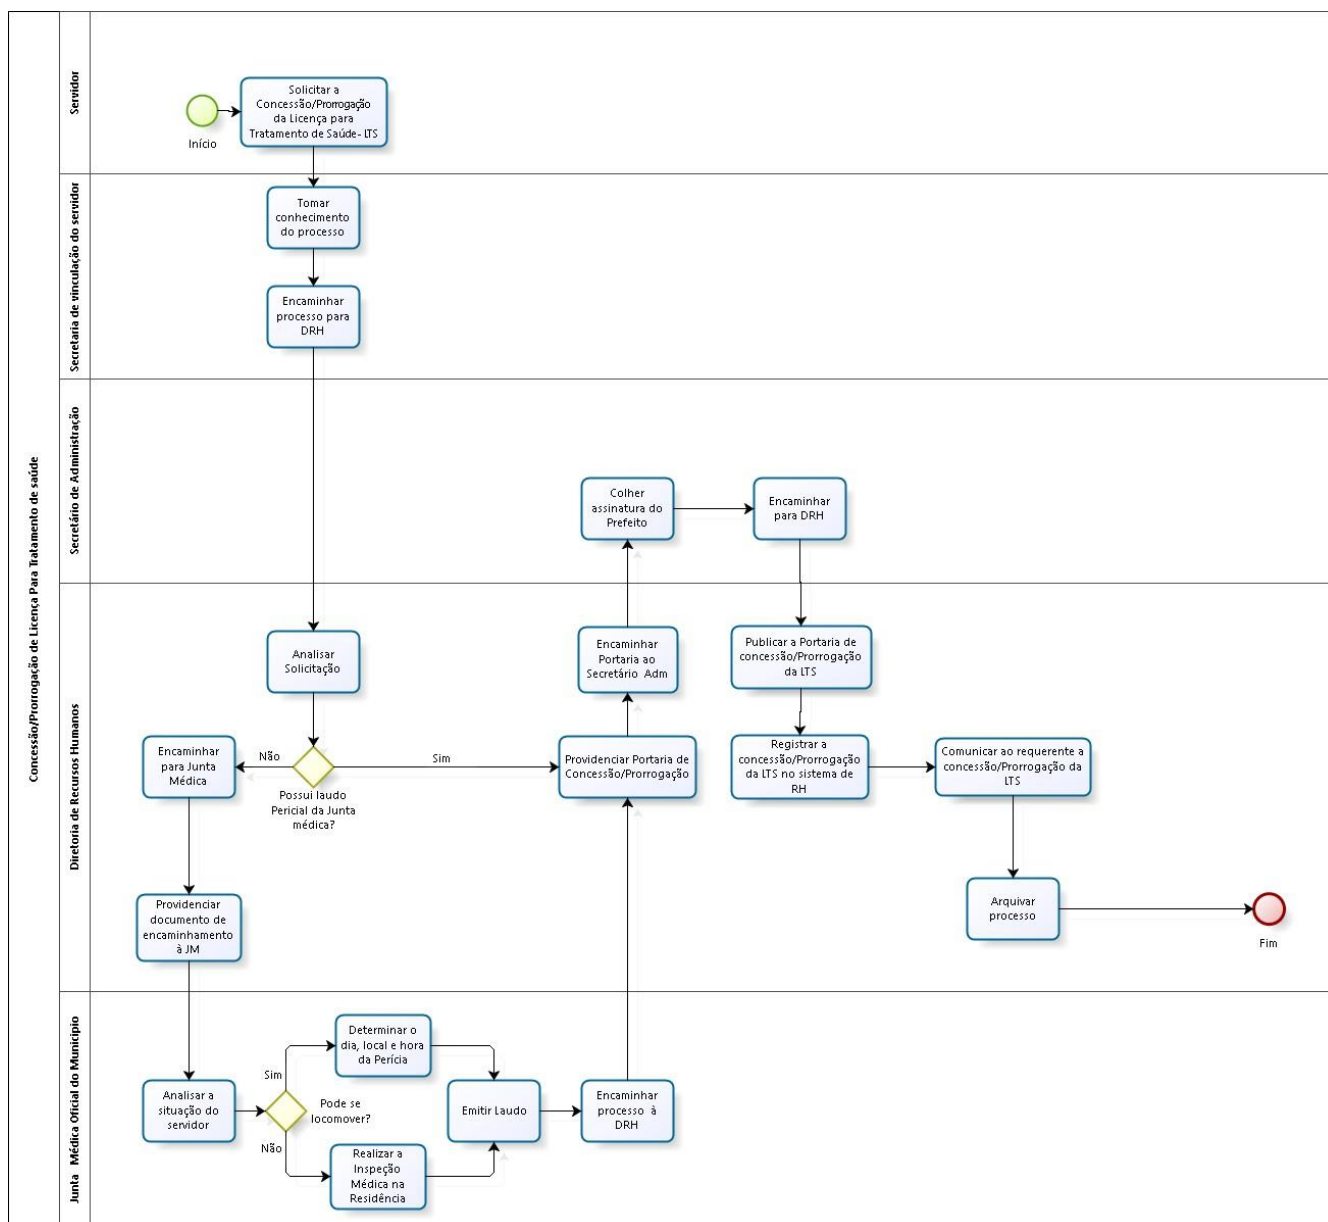 Concessão/Prorrogação de Licença Para Tratamento de saúde
Servidor
Início
Solicitar a
Concessão/Prorrogação
da Licença para
Tratamento de Saúde- LTS
Secretaria de vinculação do servidor
Tomar
conhecimento
do processo
Encaminhar
processo para
DRH
Secretário de Administração
Colher
assinatura do
Prefeito
Encaminhar
para DRH
Diretoria de Recursos Humanos
Analisar
Solicitação
Encaminhar
Portaria ao
Secretário Adm
Publicar a Portaria de
concessão/Prorrogação
da LTS
Encaminhar
para Junta
Médica
Não
Possui laudo
Pericial da Junta
médica?
Sim
Providenciar Portaria de
Concessão/Prorrogação
Registrar a
concessão/Prorrogação
da LTS no sistema de
RH
Comunicar ao requerente a
concessão/Prorrogação da
LTS
Providenciar
documento de
encaminhamento
à JM
Arquivar
processo
Fim
Junta Médica Oficial do Município
Analisar a
situação do
servidor
Sim
Pode se
locomover?
Não
Determinar o
dia, local e hora
da Perícia
Realizar a
Inspeção
Médica na
Residência
Emitir Laudo
Encaminhar
processo à
DRH